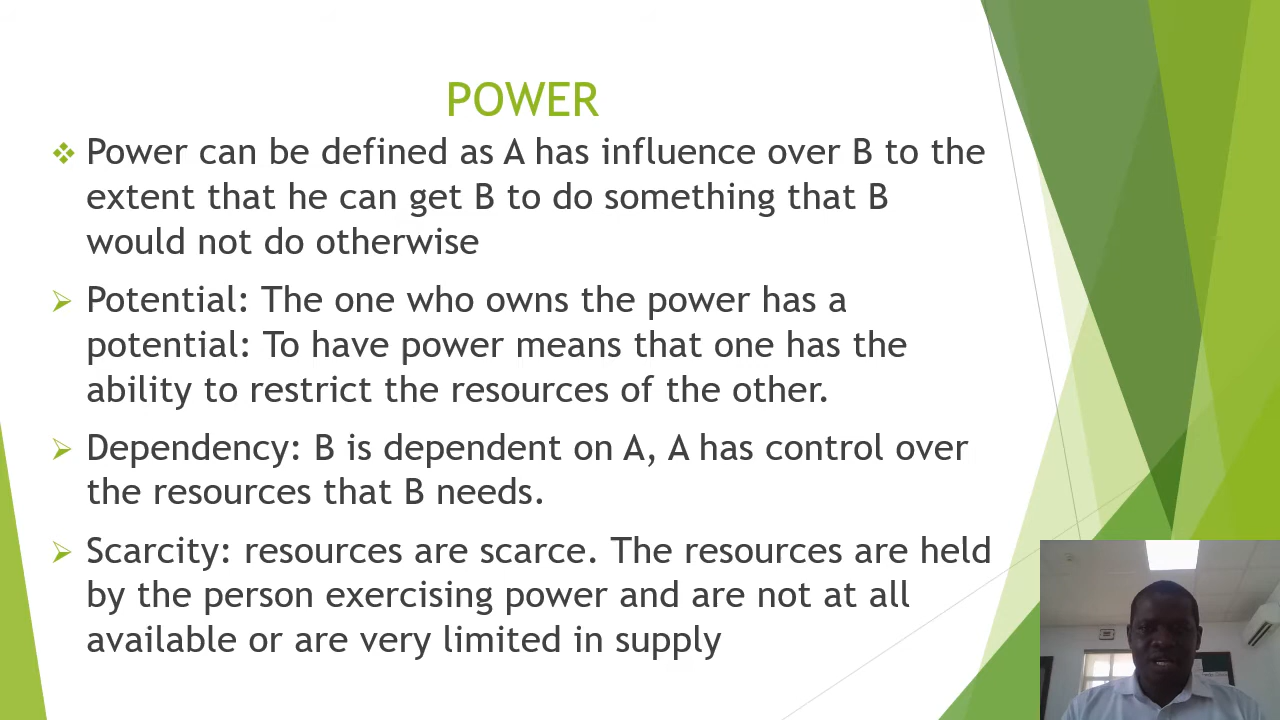 POWER
Power can be defined as A has influence over B to the
extent that he can get B to do something that B
would not do otherwise
Potential: The one who owns the power has a
potential: To have power means that one has the
ability to restrict the resources of the other.
Dependency: B is dependent on A, A has control over
the resources that B needs.
Scarcity: resources are scarce. The resources are held
by the person exercising power and are not at all
available or are very limited in supply